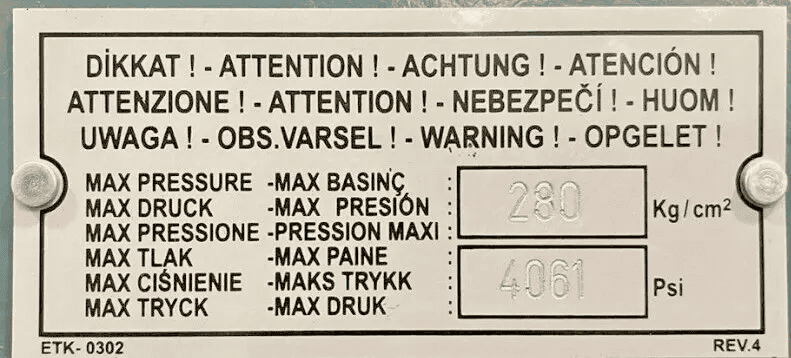 DİKKAT ! - ATTENTION ! - ACHTUNG ! - ATENCIÓN !
ATTENZIONE ! - ATTENTION ! - NEBEZPEČÍ ! - HUOM !
UWAGA ! - OBS.VARSEL ! - WARNING ! - OPGELET !
MAX PRESSURE -MAX BASINÇ :
MAX DRUCK -MAX PRESIÓN : 280 Kg/cm²
MAX PRESSIONE -PRESSION MAXI :
MAX TLAK -MAX PAINE :
MAX CIŚNIENIE -MAKS TRYKK : 4061 Psi
MAX TRYCK -MAX DRUK :
ETK- 0302 REV.4